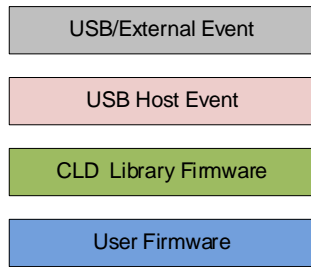 USB/External Event
USB Host Event
CLD Library Firmware
User Firmware